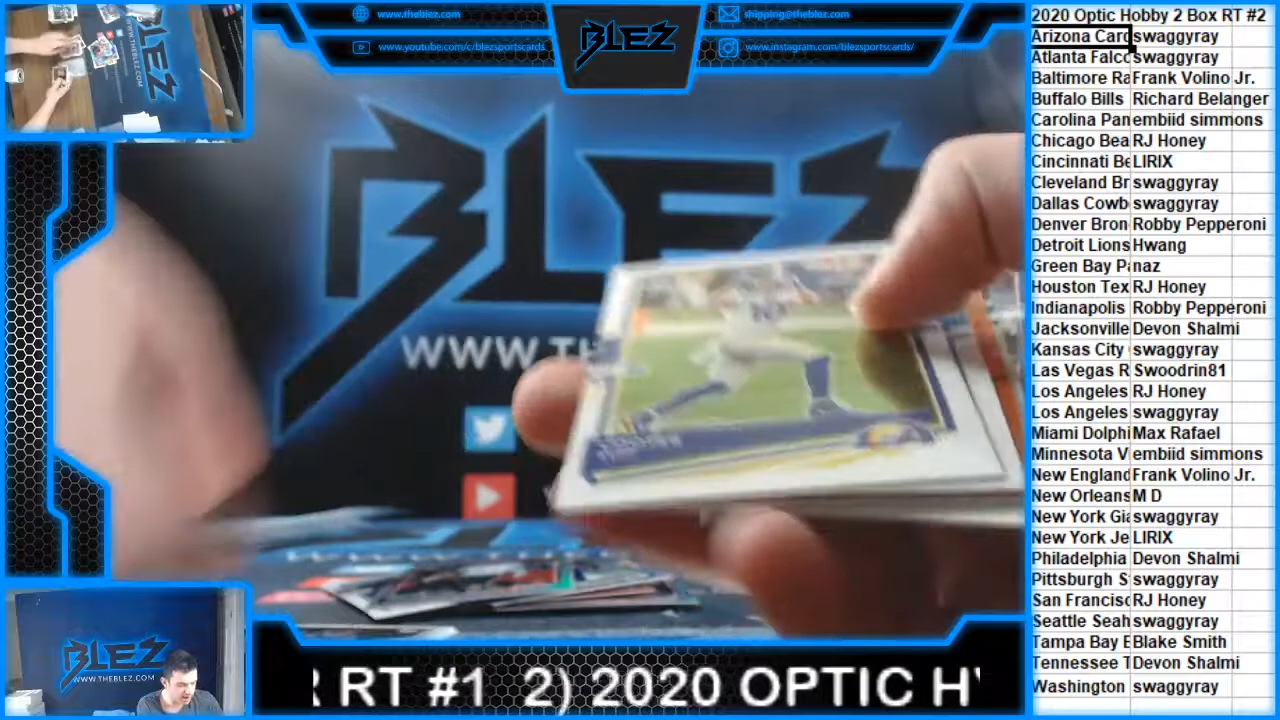 www.theblez.com
shipping@theblez.com
www.youtube.com/c/blezsportscards
www.instagram.com/blezsportscards/
BLEZ
BLEZ
WWW.THEBLEZ.COM
BLEZ
WWW.TH
BLEZ
WWW.THEBLEZ.COM
RT #1 2) 2020 OPTIC H
2020 Optic Hobby 2 Box RT #2
Arizona Card swaggyray
Atlanta Falco swaggyray
Baltimore Ra Frank Volino Jr.
Buffalo Bills Richard Belanger
Carolina Pan embiid simmons
Chicago Bea RJ Honey
Cincinnati Be LIRIX
Cleveland Br swaggyray
Dallas Cowb swaggyray
Denver Bron Robby Pepperoni
Detroit Lions Hwang
Green Bay P naz
Houston Tex RJ Honey
Indianapolis Robby Pepperoni
Jacksonville Devon Shalmi
Kansas City swaggyray
Las Vegas R Swoodrin81
Los Angeles RJ Honey
Los Angeles swaggyray
Miami Dolphi Max Rafael
Minnesota V embiid simmons
New England Frank Volino Jr.
New Orleans M D
New York Gia swaggyray
New York Je LIRIX
Philadelphia Devon Shalmi
Pittsburgh S swaggyray
San Francisc RJ Honey
Seattle Seah swaggyray
Tampa Bay B Blake Smith
Tennessee T Devon Shalmi
Washington swaggyray